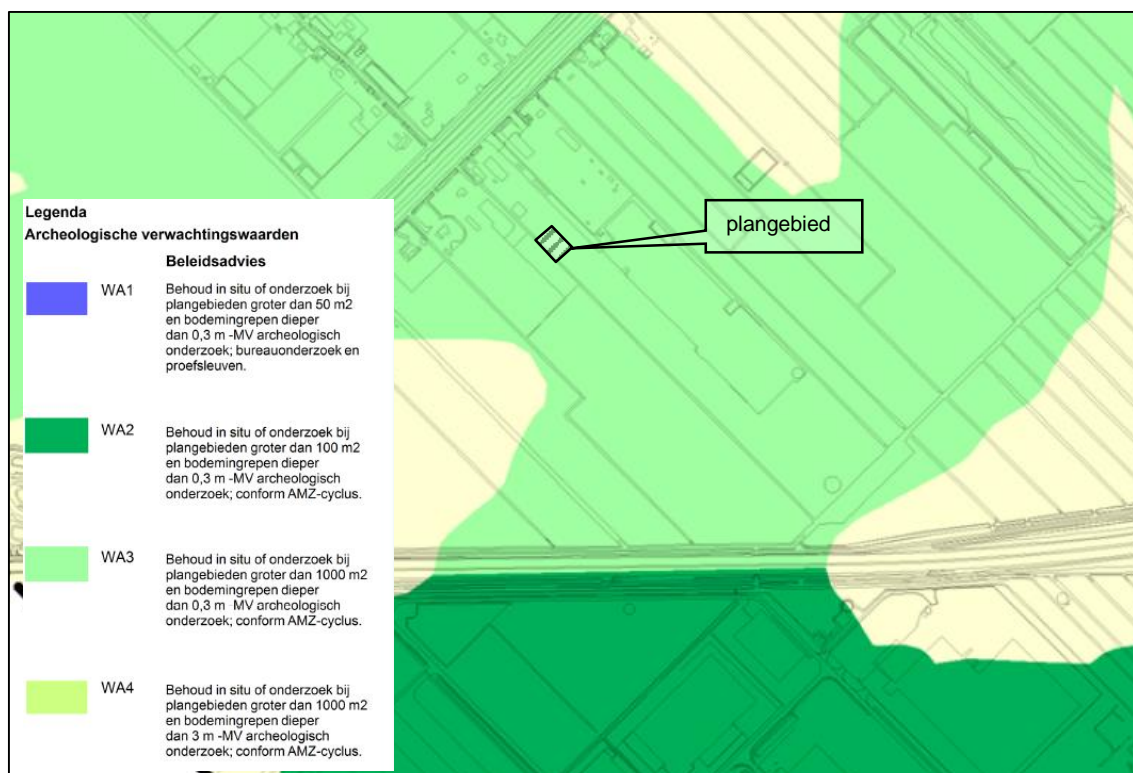 plangebied
Legenda
Archeologische verwachtingswaarden
Beleidsadvies
WA1
Behoud in situ of onderzoek bij
plangebieden groter dan 50 m2
en bodemingrepen dieper
dan 0,3 m -MV archeologisch
onderzoek; bureauonderzoek en
proefsleuven.
WA2
Behoud in situ of onderzoek bij
plangebieden groter dan 100 m2
en bodemingrepen dieper
dan 0,3 m -MV archeologisch
onderzoek; conform AMZ-cyclus.
WA3
Behoud in situ of onderzoek bij
plangebieden groter dan 1000 m2
en bodemingrepen dieper
dan 0,3 m -MV archeologisch
onderzoek; conform AMZ-cyclus.
WA4
Behoud in situ of onderzoek bij
plangebieden groter dan 1000 m2
en bodemingrepen dieper
dan 3 m -MV archeologisch
onderzoek; conform AMZ-cyclus.